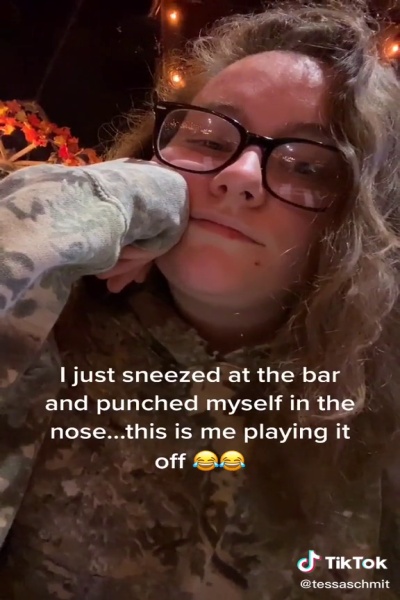 I just sneezed at the bar
and punched myself in the
nose...this is me playing it
off 😂😂
TikTok
@tessaschmit